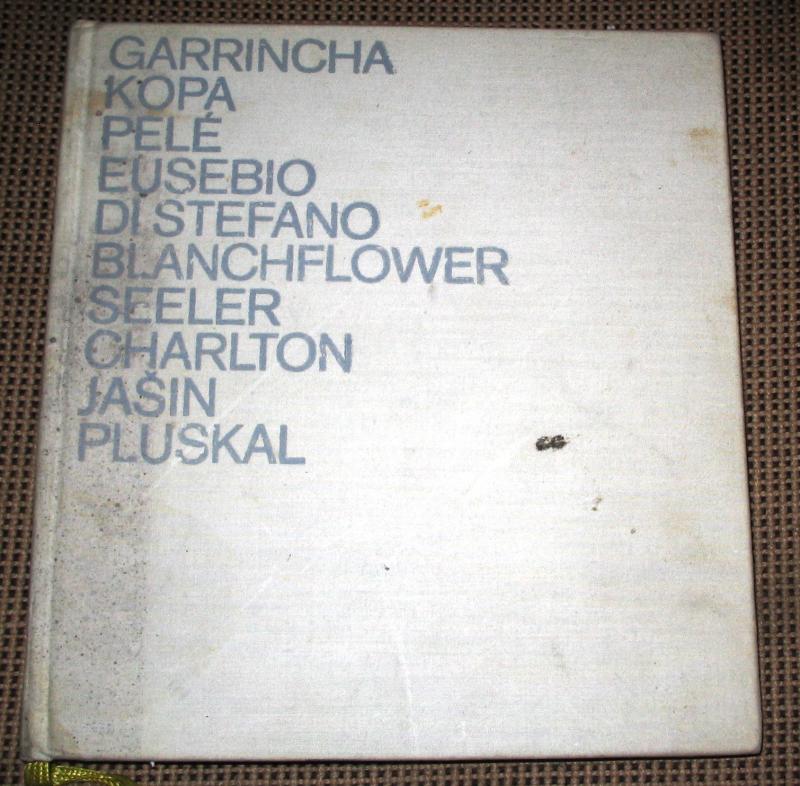 GARRINCHA
KOPA
PELÉ
EUSEBIO
DI STEFANO
BLANCHFLOWER
SEELER
CHARLTON
JAŠIN
PLUSKAL